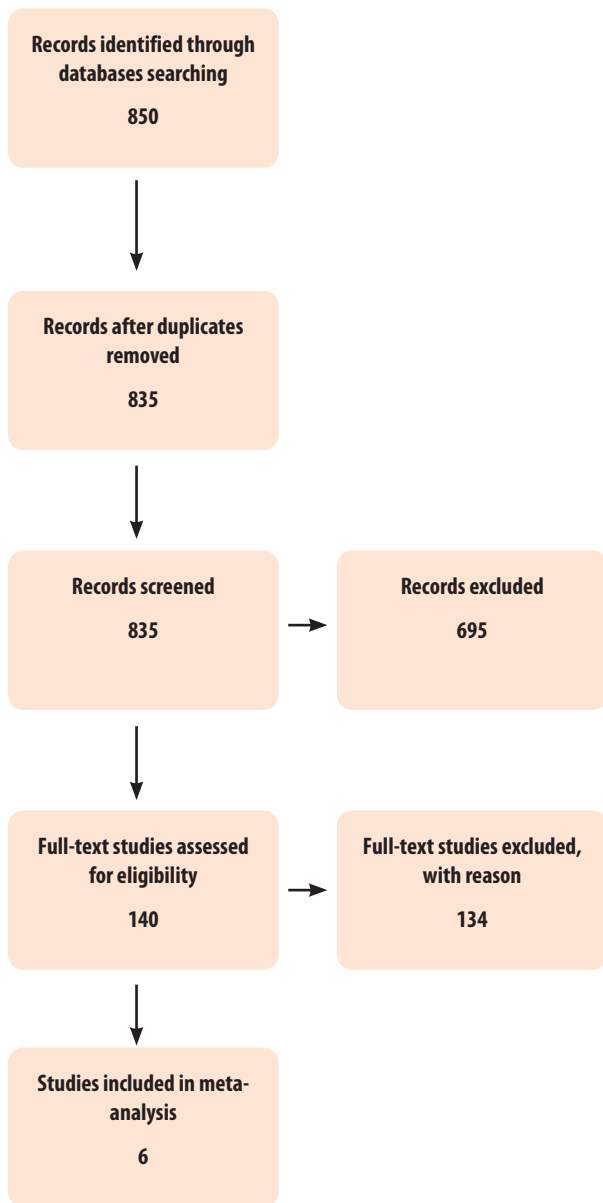 Records identified through
databases searching
850
Records after duplicates
removed
835
Records screened
835
Records excluded
695
Full-text studies assessed
for eligibility
140
Full-text studies excluded,
with reason
134
Studies included in meta-
analysis
6